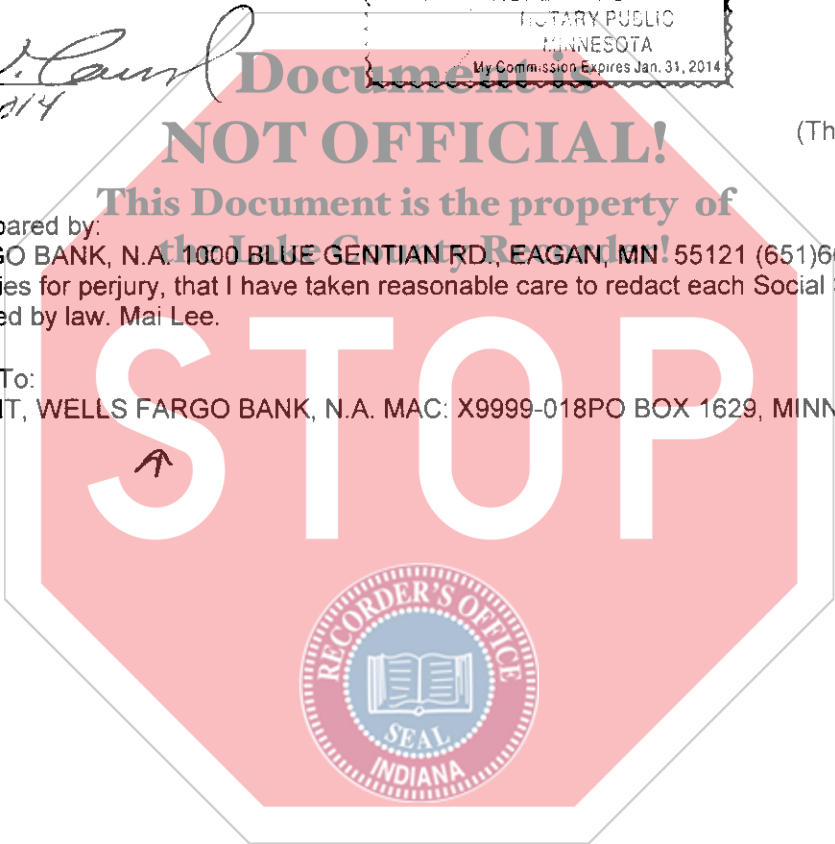 NOTARY PUBLIC
MINNESOTA
My Commission Expires Jan. 31, 2014
Document is
NOT OFFICIAL!
(Th
This Document is the property of
the Lake County Recorder!
pared by:
GO BANK, N.A. 1000 BLUE GENTIAN RD., EAGAN, MN 55121 (651)6
ies for perjury, that I have taken reasonable care to redact each Social
ed by law. Mai Lee.
To:
T, WELLS FARGO BANK, N.A. MAC: X9999-018PO BOX 1629, MINN
STOP
RECORDER'S OFFICE
SEAL
INDIANA